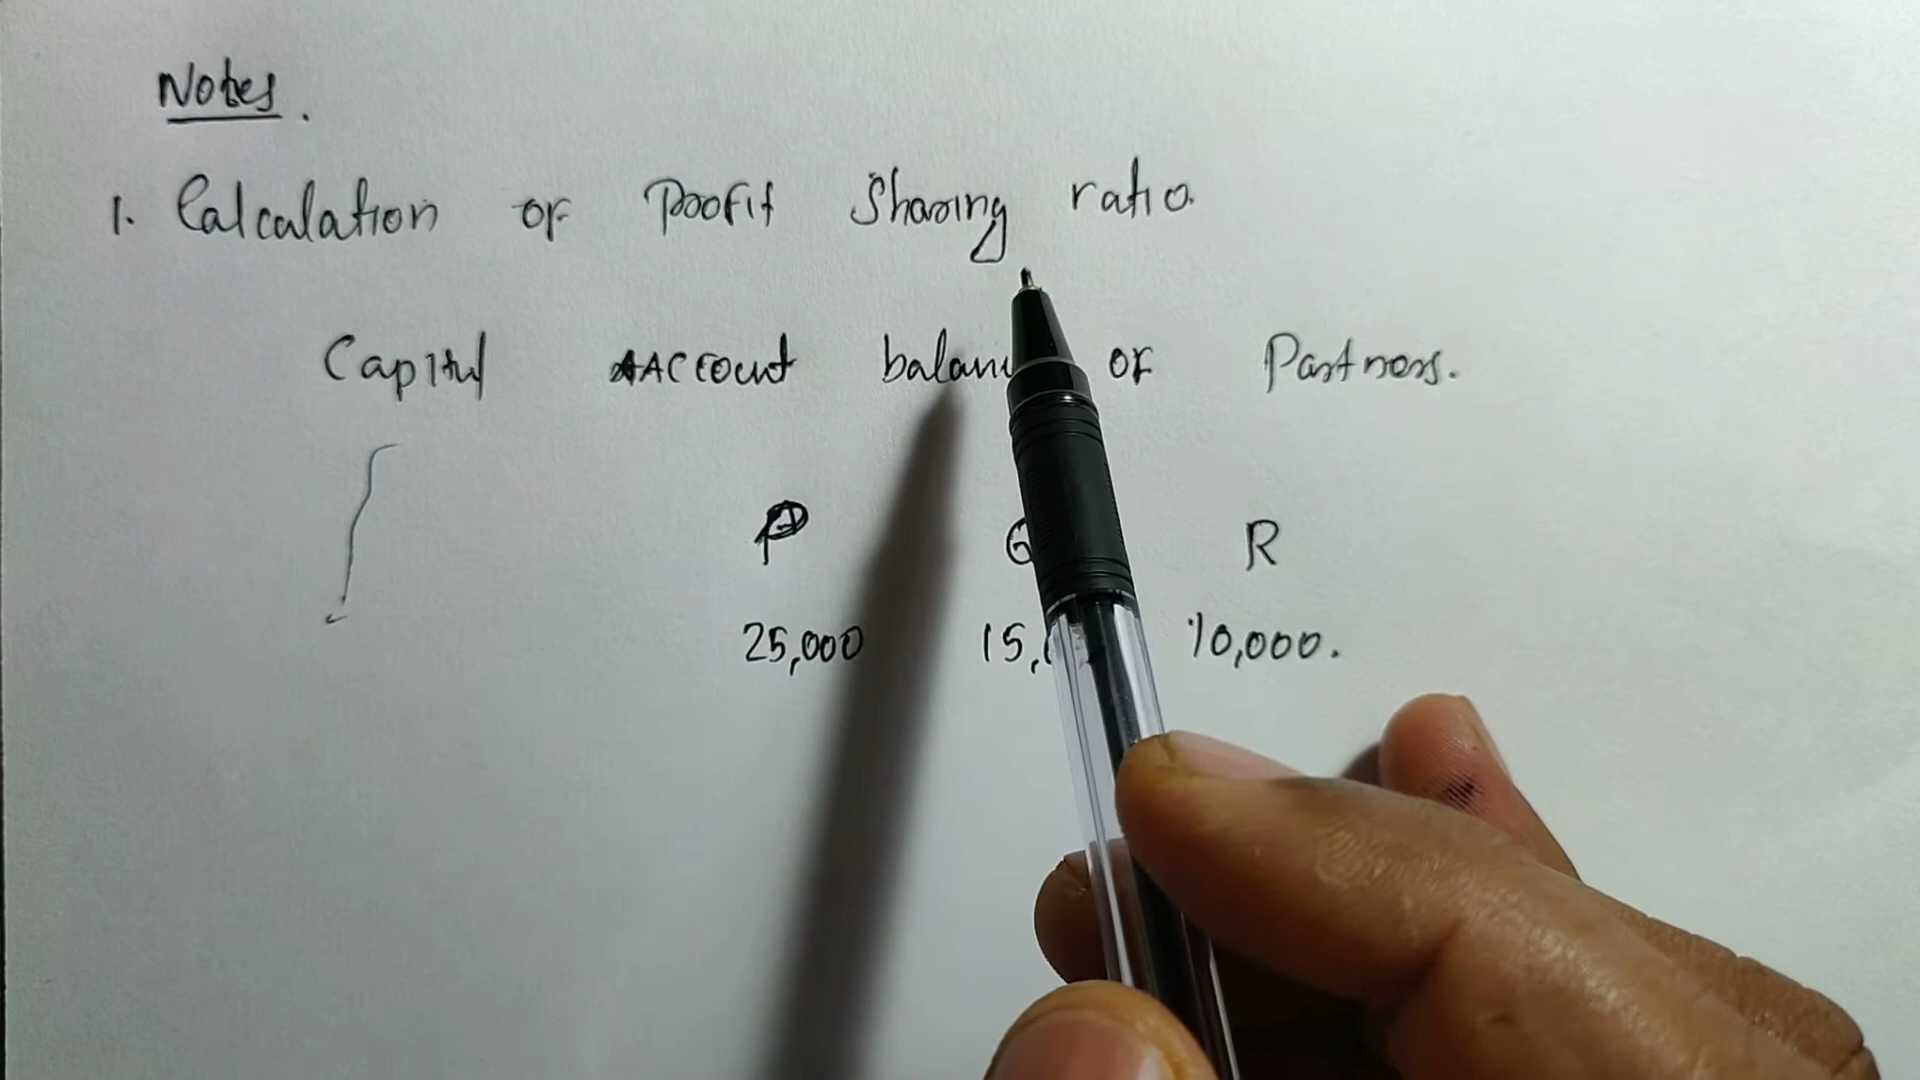 Notes.
1. Calculation of Profit Sharing ratio.
Capital Account of Partners.
P R
25,000 10,000.